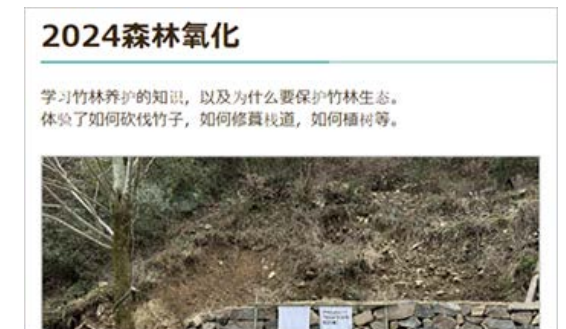 2024森林氧化
学习竹林养护的知识，以及为什么要保护竹林生态。
体验了如何砍伐竹子，如何修葺栈道，如何植树等。